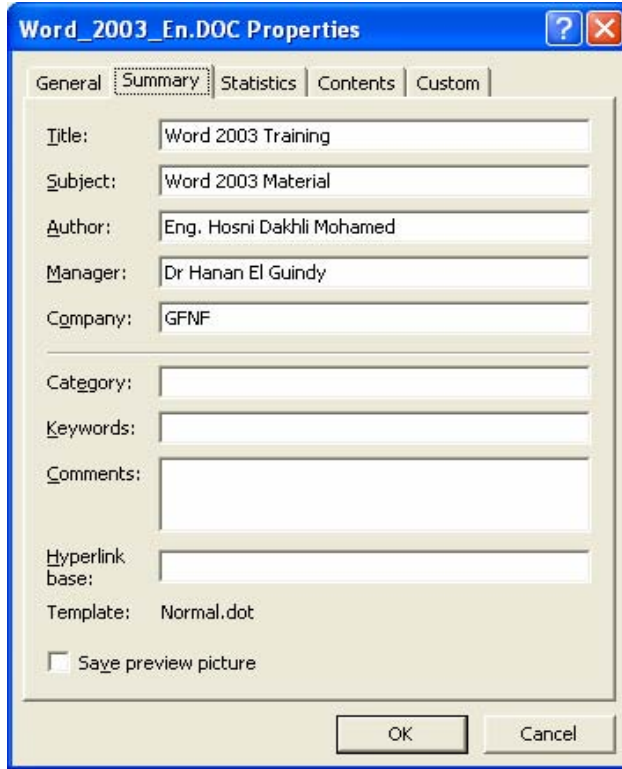 Word_2003_En.DOC Properties
General Summary Statistics Contents Custom
Title: Word 2003 Training
Subject: Word 2003 Material
Author: Eng. Hosni Dakhli Mohamed
Manager: Dr Hanan El Guindy
Company: GFNF
Category:
Keywords:
Comments:
Hyperlink
base:
Template: Normal.dot
Save preview picture
OK Cancel